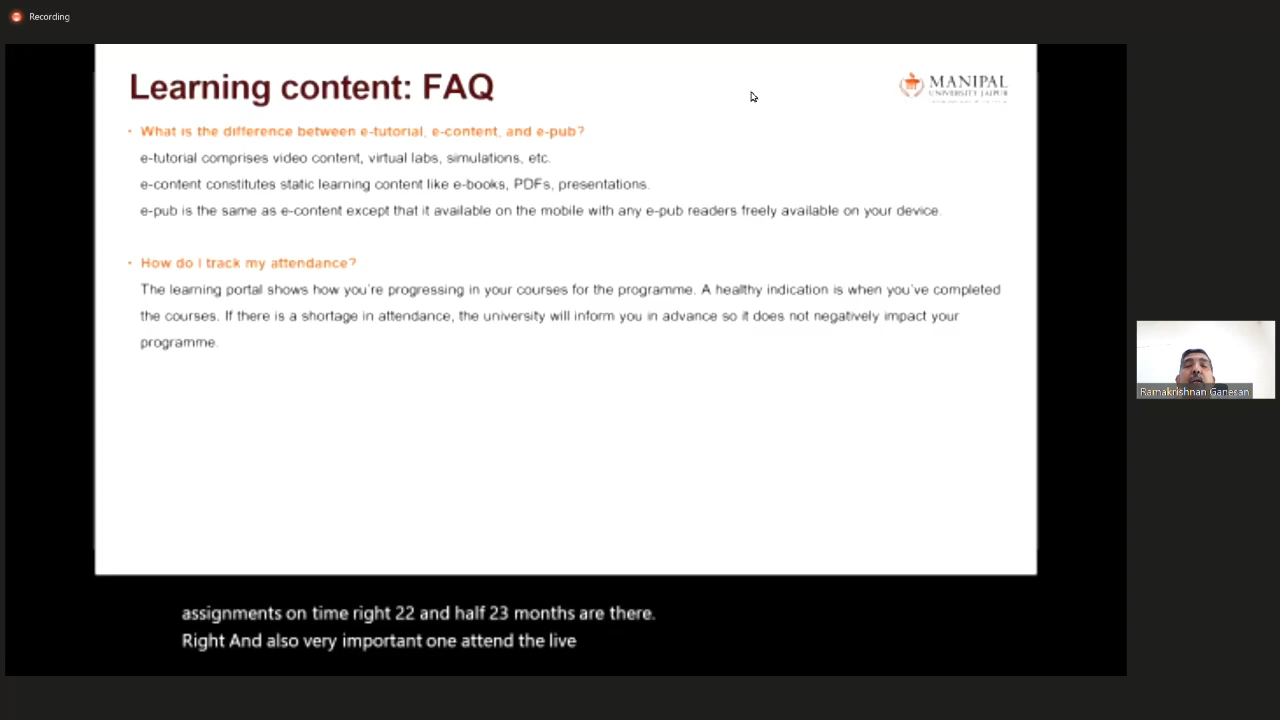 Recording
Learning content: FAQ
MANIPAL
UNIVERSITY JAIPUR
• What is the difference between e-tutorial, e-content, and e-pub?
e-tutorial comprises video content, virtual labs, simulations, etc.
e-content constitutes static learning content like e-books, PDFs, presentations.
e-pub is the same as e-content except that it available on the mobile with any e-pub readers freely available on your device.
• How do I track my attendance?
The learning portal shows how you're progressing in your courses for the programme. A healthy indication is when you've completed
the courses. If there is a shortage in attendance, the university will inform you in advance so it does not negatively impact your
programme.
Ramakrishnan Ganesan
assignments on time right 22 and half 23 months are there.
Right And also very important one attend the live